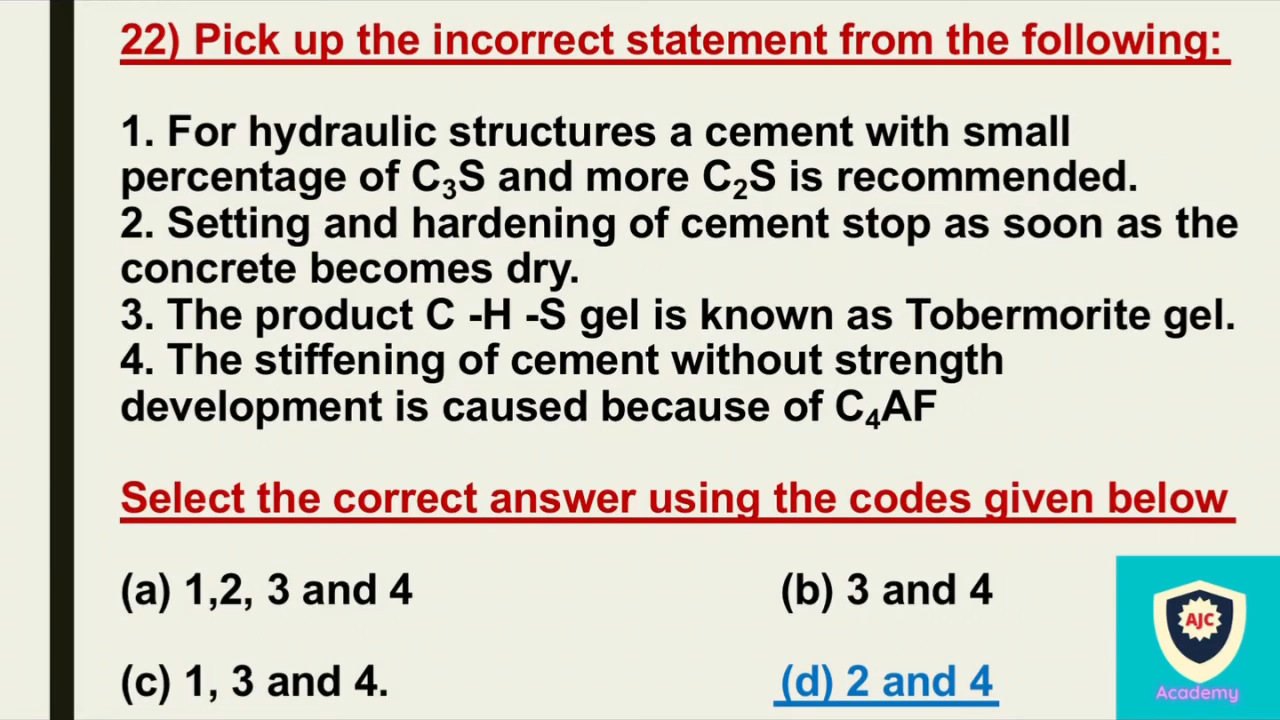 22) Pick up the incorrect statement from the following:
1. For hydraulic structures a cement with small
percentage of C₃S and more C₂S is recommended.
2. Setting and hardening of cement stop as soon as the
concrete becomes dry.
3. The product C -H -S gel is known as Tobermorite gel.
4. The stiffening of cement without strength
development is caused because of C₄AF
Select the correct answer using the codes given below
(a) 1,2, 3 and 4
(b) 3 and 4
(c) 1, 3 and 4.
(d) 2 and 4
AJC
Academy